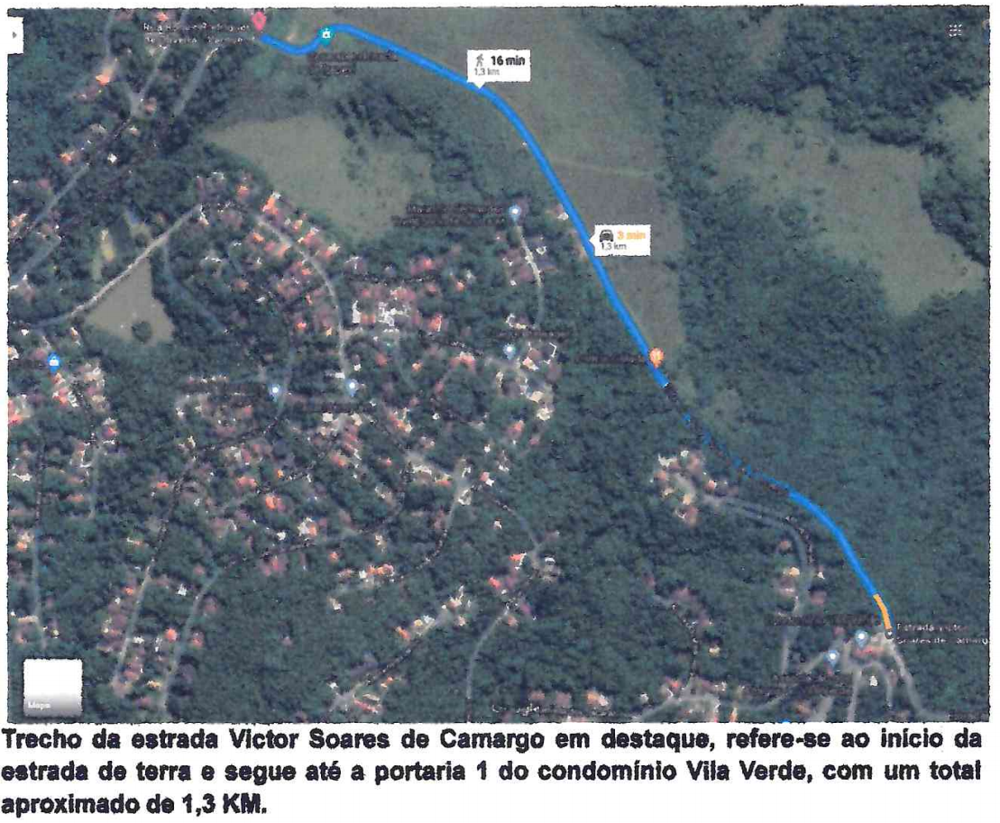 16 min
1,3 km
3 min
1,3 km
Estrada Victor
Soares de Camargo
Mapa
Trecho da estrada Victor Soares de Camargo em destaque, refere-se ao início da
estrada de terra e segue até a portaria 1 do condomínio Vila Verde, com um total
aproximado de 1,3 KM.